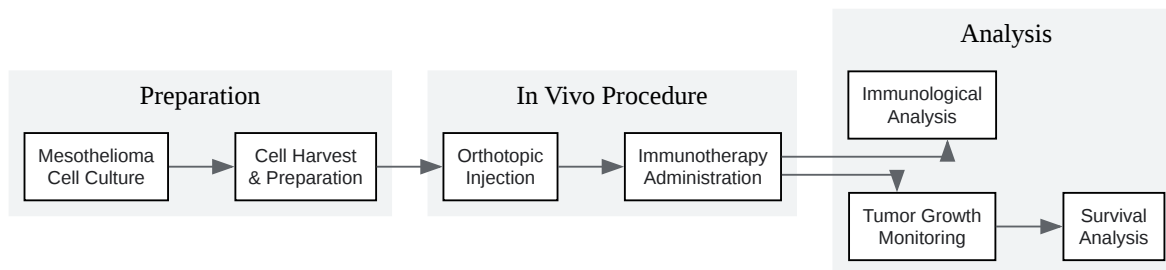 Preparation
Mesothelioma
Cell Culture
Cell Harvest
& Preparation
In Vivo Procedure
Orthotopic
Injection
Immunotherapy
Administration
Analysis
Immunological
Analysis
Tumor Growth
Monitoring
Survival
Analysis